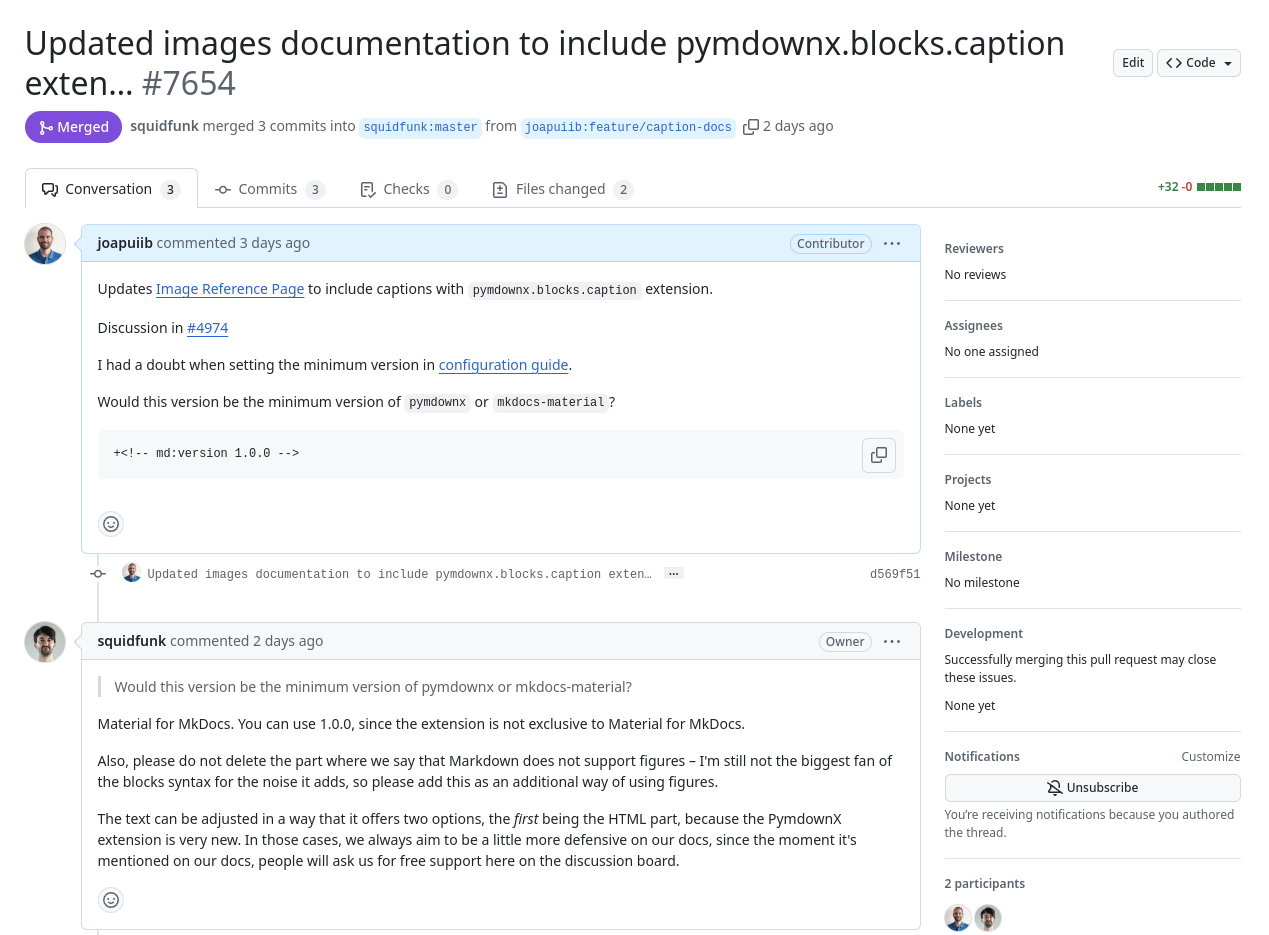 Updated images documentation to include pymdownx.blocks.caption
exten... #7654
Edit
Code
Merged
squidfunk merged 3 commits into squidfunk:master from joapuiib:feature/caption-docs 2 days ago
Conversation 3
Commits 3
Checks 0
Files changed 2
+32 -0
joapuiib commented 3 days ago
Contributor
Updates Image Reference Page to include captions with pymdownx.blocks.caption extension.
Discussion in #4974
I had a doubt when setting the minimum version in configuration guide.
Would this version be the minimum version of pymdownx or mkdocs-material?
+<!-- md:version 1.0.0 -->
Updated images documentation to include pymdownx.blocks.caption exten…
d569f51
squidfunk commented 2 days ago
Owner
Would this version be the minimum version of pymdownx or mkdocs-material?
Material for MkDocs. You can use 1.0.0, since the extension is not exclusive to Material for MkDocs.
Also, please do not delete the part where we say that Markdown does not support figures – I'm still not the biggest fan of
the blocks syntax for the noise it adds, so please add this as an additional way of using figures.
The text can be adjusted in a way that it offers two options, the first being the HTML part, because the PymdownX
extension is very new. In those cases, we always aim to be a little more defensive on our docs, since the moment it's
mentioned on our docs, people will ask us for free support here on the discussion board.
Reviewers
No reviews
Assignees
No one assigned
Labels
None yet
Projects
None yet
Milestone
No milestone
Development
Successfully merging this pull request may close
these issues.
None yet
Notifications
Customize
Unsubscribe
You're receiving notifications because you authored
the thread.
2 participants